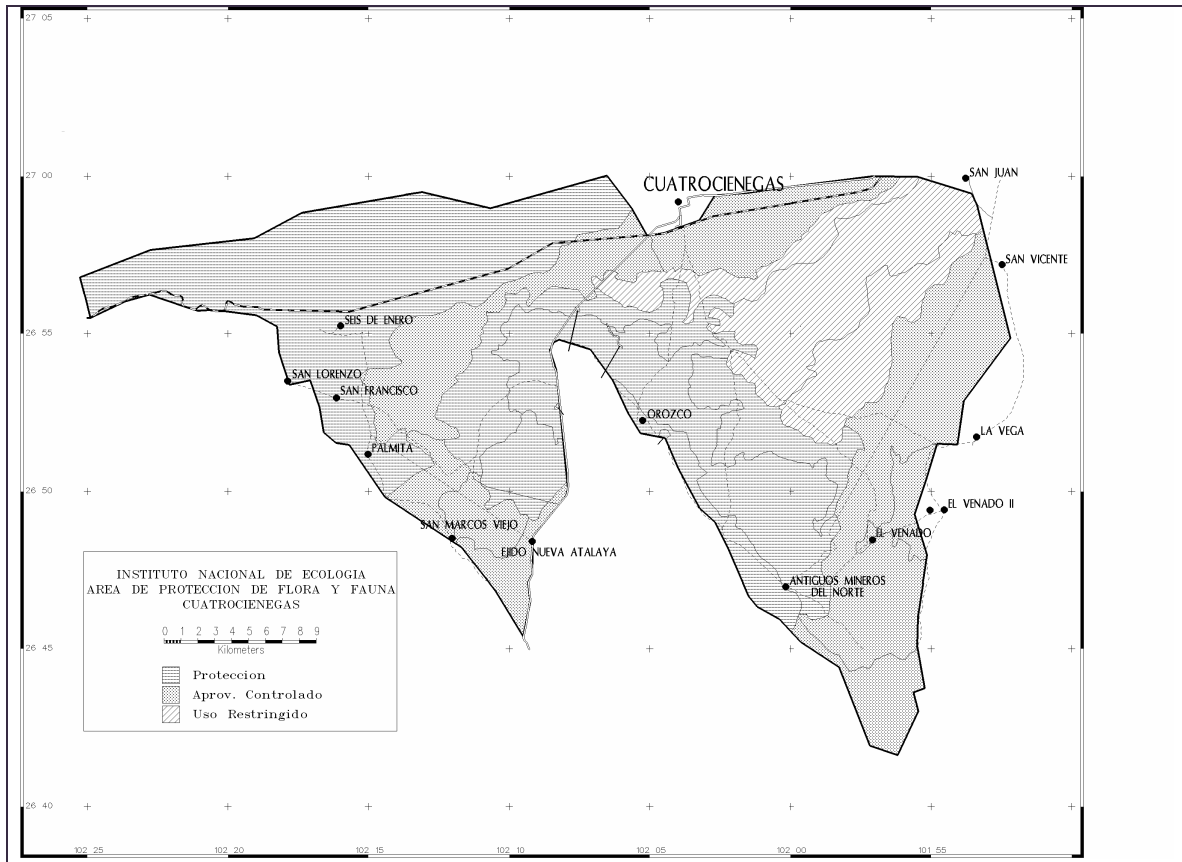 27 05
27 00
CUATROCIENEGAS
SAN JUAN
SAN VICENTE
26 55
SEIS DE ENERO
SAN LORENZO
SAN FRANCISCO
OROZCO
LA VEGA
PALMITA
26 50
EL VENADO II
SAN MARCOS VIEJO
EL VENADO
EJIDO NUEVA ATALAYA
ANTIGUOS MINEROS
DEL NORTE
INSTITUTO NACIONAL DE ECOLOGIA
AREA DE PROTECCION DE FLORA Y FAUNA
CUATROCIENEGAS
0 1 2 3 4 5 6 7 8 9
Kilometers
26 45
Proteccion
Aprov. Controlado
Uso Restringido
26 40
102 25 102 20 102 15 102 10 102 05 102 00 101 55